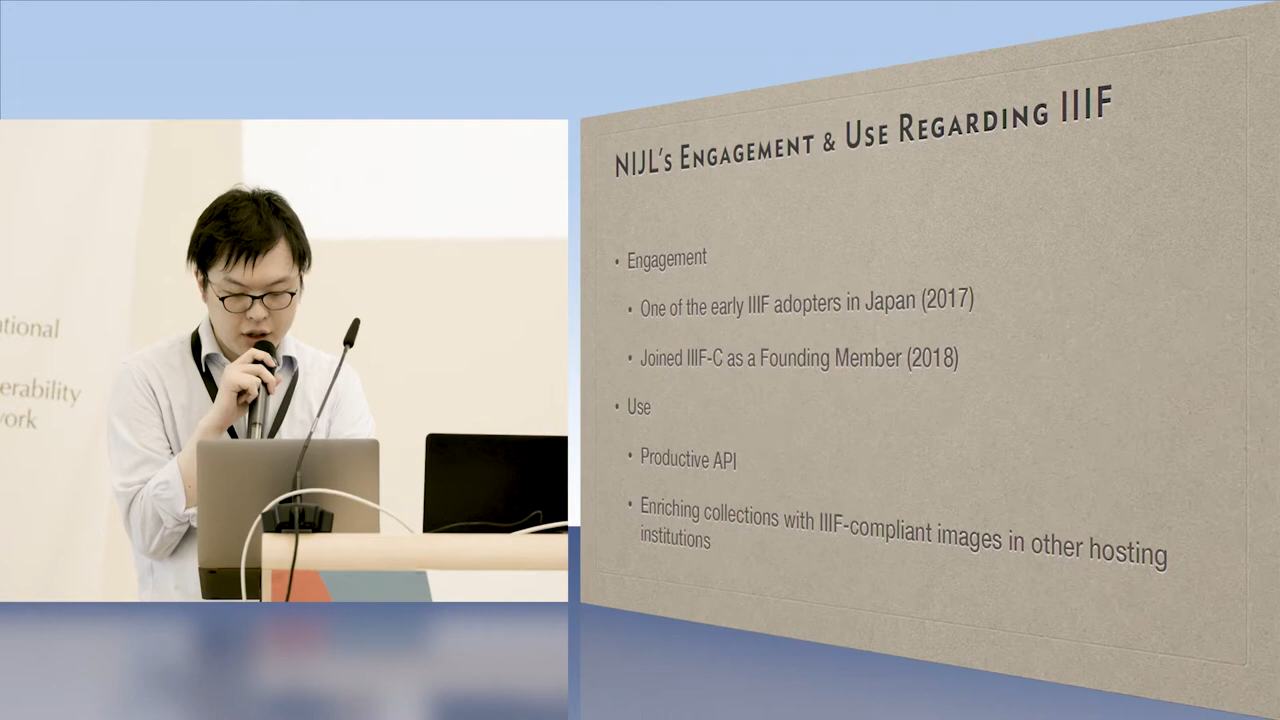 NIJL's Engagement & Use Regarding IIIF
• Engagement
• One of the early IIIF adopters in Japan (2017)
• Joined IIIF-C as a Founding Member (2018)
• Use
• Productive API
• Enriching collections with IIIF-compliant images in other hosting
institutions
ational
erability
work